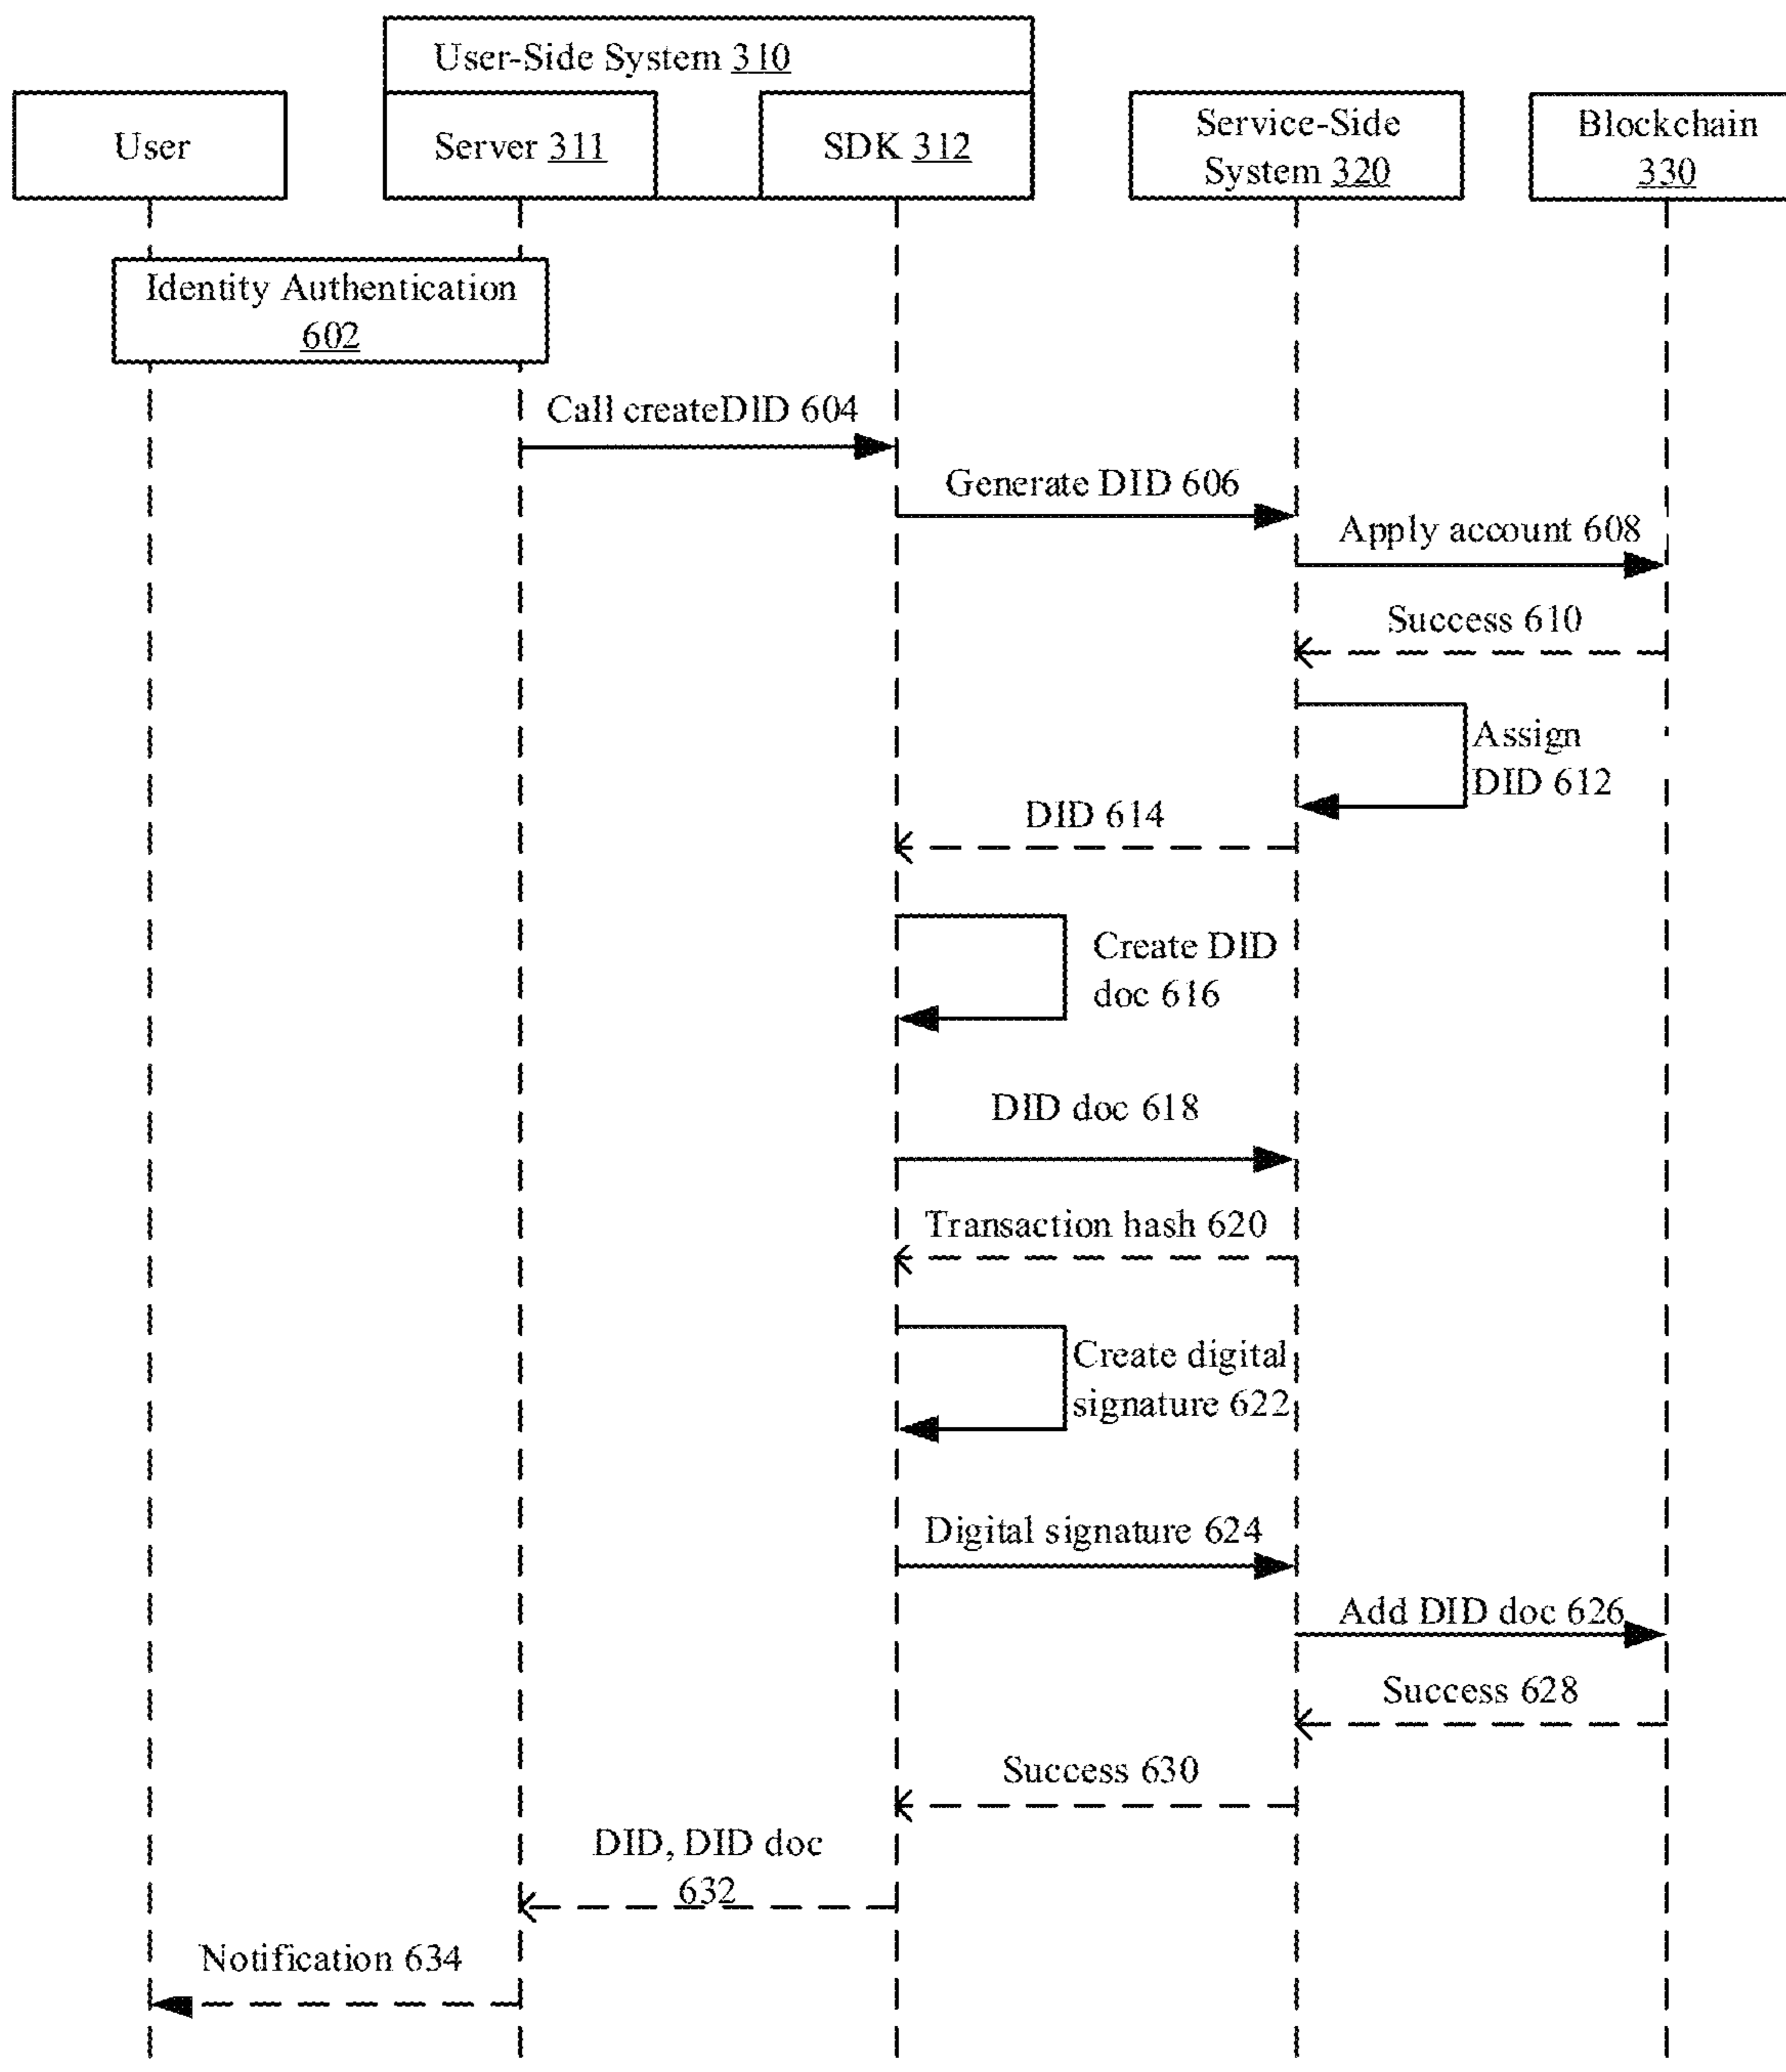 User-Side System 310
User
Server 311
SDK 312
Service-Side
System 320
Blockchain
330
Identity Authentication
602
Call createDID 604
Generate DID 606
Apply account 608
Success 610
Assign
DID 612
DID 614
Create DID
doc 616
DID doc 618
Transaction hash 620
Create digital
signature 622
Digital signature 624
Add DID doc 626
Success 628
Success 630
DID, DID doc
632
Notification 634